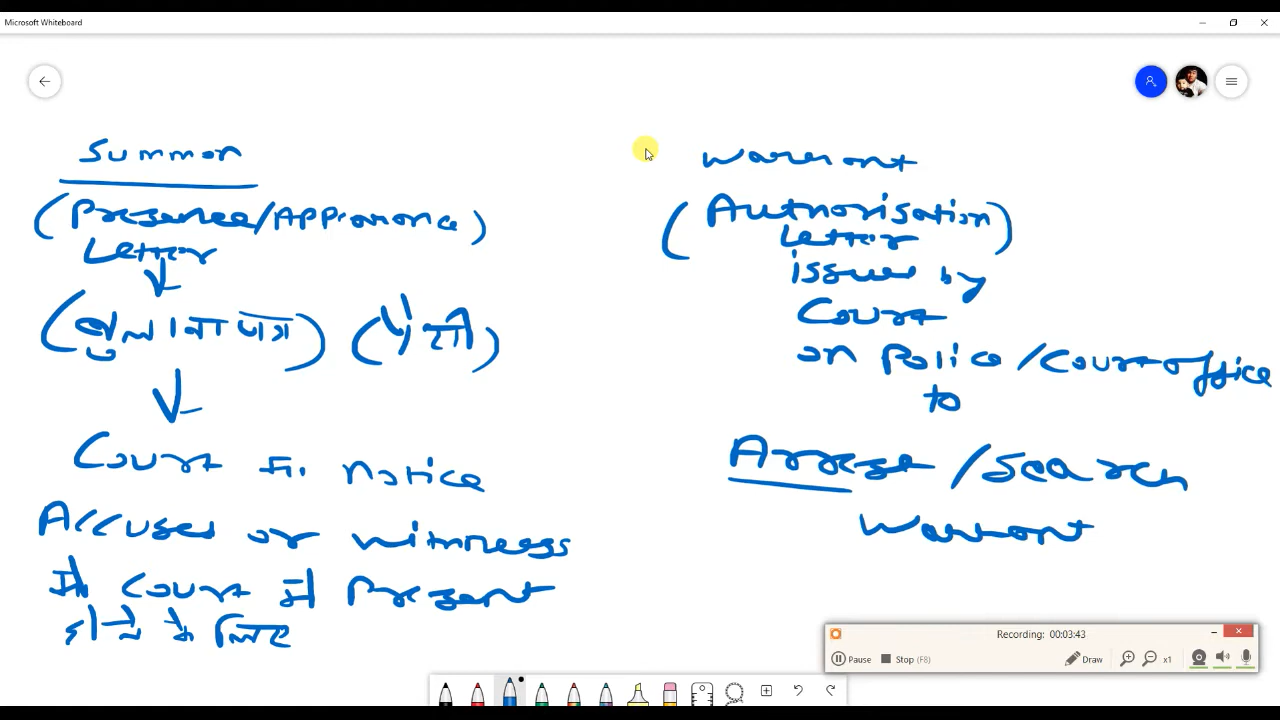 Microsoft Whiteboard
Summon
(Presence/Apprarance)
Letter
(बुलावा पत्र) (पेशी)
Court का notice
Accused or witness
को Court में Present
होने के लिए
warrant
(Authorisation)
Letter
issued by
Court
on Police/Court office
to
Arrest/Search
Warrant
Recording: 00:03:43
Pause Stop (F8) Draw x1